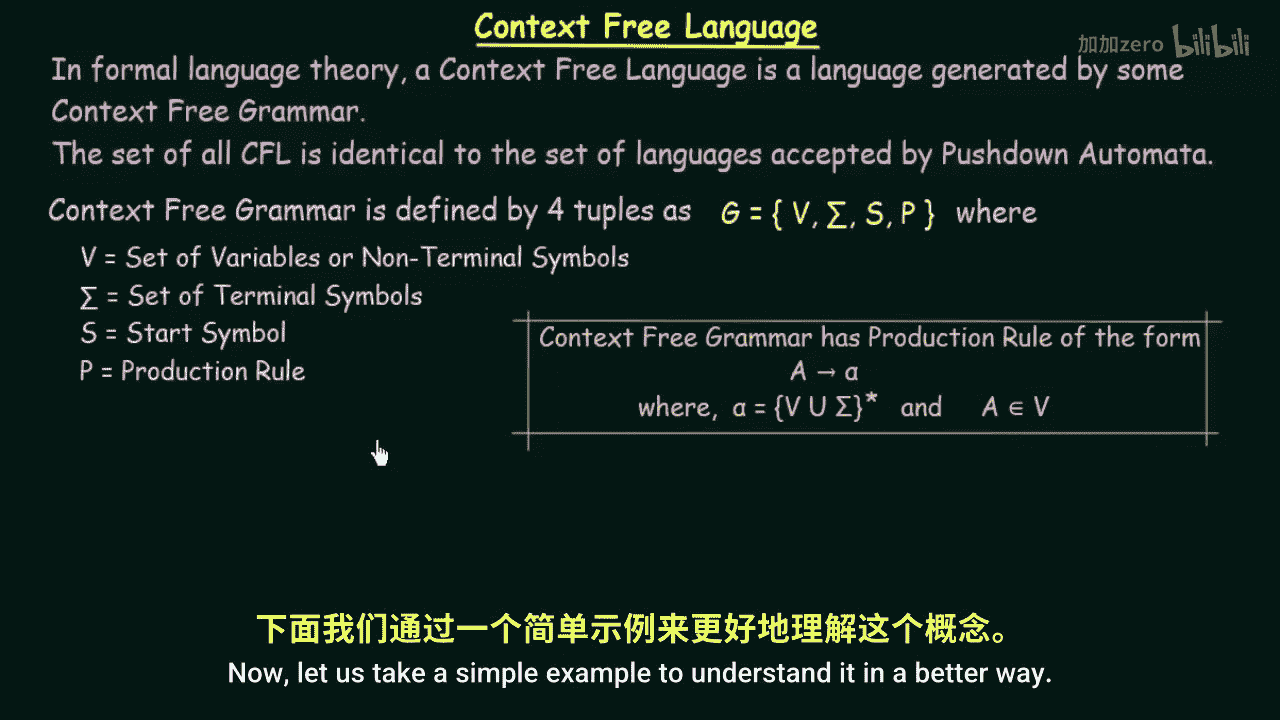 Context Free Language
加加zero bilibili
In formal language theory, a Context Free Language is a language generated by some
Context Free Grammar.
The set of all CFL is identical to the set of languages accepted by Pushdown Automata.
Context Free Grammar is defined by 4 tuples as G = { V, ∑, S, P } where
V = Set of Variables or Non-Terminal Symbols
∑ = Set of Terminal Symbols
S = Start Symbol
P = Production Rule
Context Free Grammar has Production Rule of the form
A → a
where, a = {V U Σ}* and A ∈ V
下面我们通过一个简单示例来更好地理解这个概念。
Now, let us take a simple example to understand it in a better way.